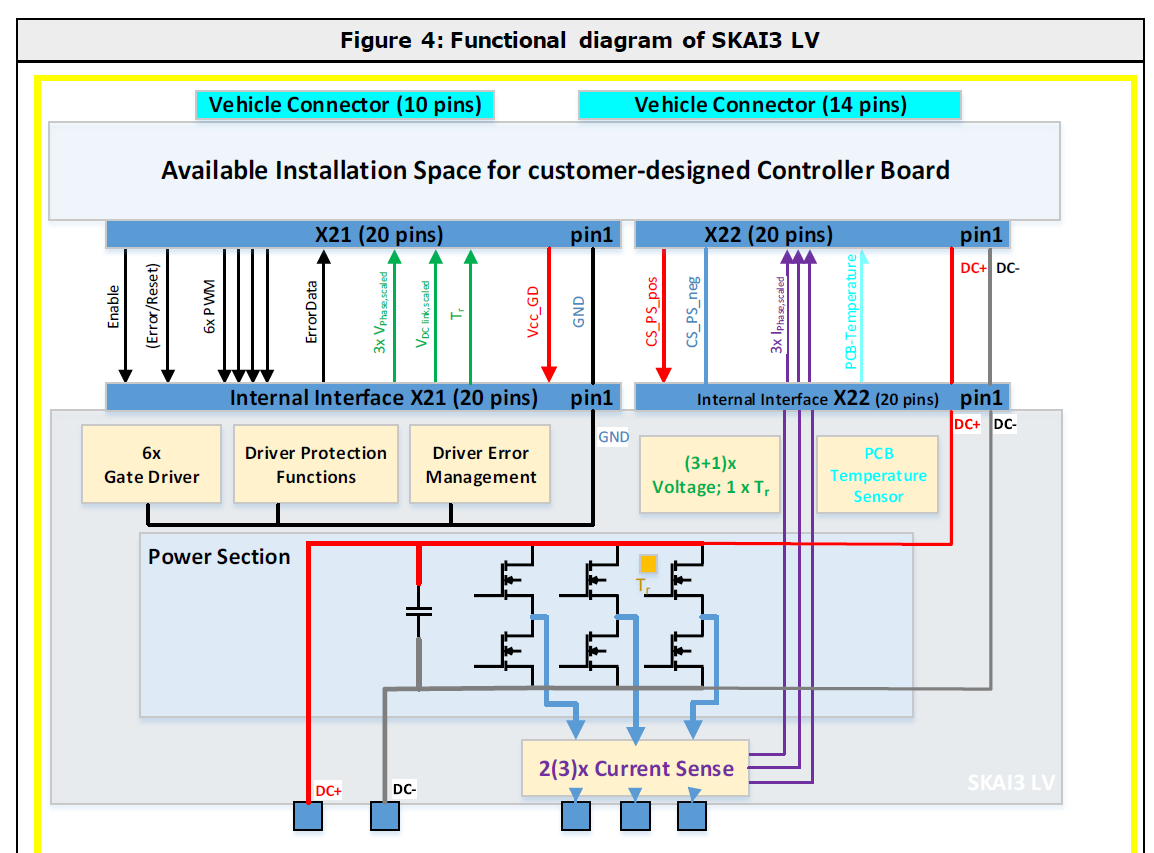 Figure 4: Functional diagram of SKAI3 LV
Vehicle Connector (10 pins)
Vehicle Connector (14 pins)
Available Installation Space for customer-designed Controller Board
X21 (20 pins)
pin1
X22 (20 pins)
pin1
Enable
(Error/Reset)
6x PWM
ErrorData
3x VPhase,scaled
VDC link,scaled
Tr
Vcc_GD
GND
CS_PS_pos
CS_PS_neg
3x IPhase,scaled
PCB-Temperature
DC+
DC-
Internal Interface X21 (20 pins)
pin1
Internal Interface X22 (20 pins)
pin1
GND
DC+
DC-
6x
Gate Driver
Driver Protection
Functions
Driver Error
Management
(3+1)x
Voltage; 1 x Tr
PCB
Temperature
Sensor
Power Section
Tr
2(3)x Current Sense
SKAI3 LV
DC+
DC-